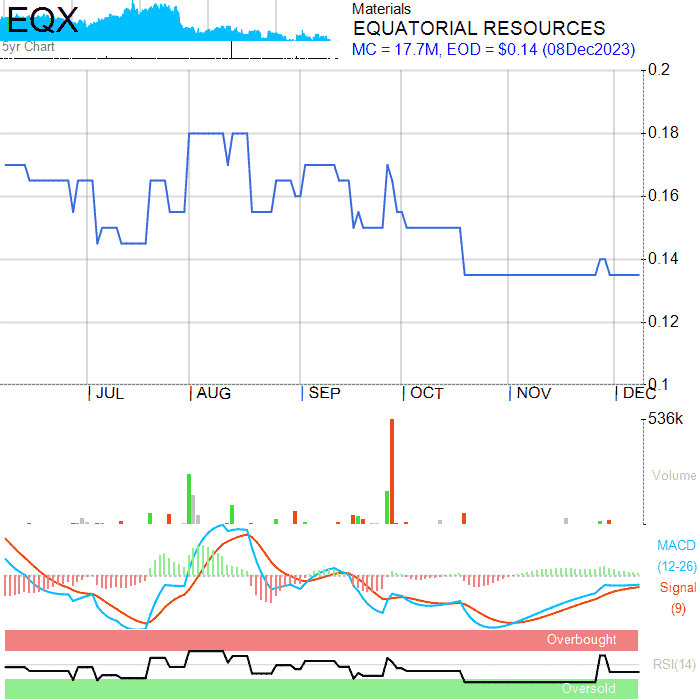 EQX
5yr Chart
Materials
EQUATORIAL RESOURCES
MC = 17.7M, EOD = $0.14 (08Dec2023)
0.2
0.18
0.16
0.14
0.12
0.1
JUL AUG SEP OCT NOV DEC
536k
Volume
MACD
(12-26)
Signal
(9)
Overbought
RSI(14)
Oversold